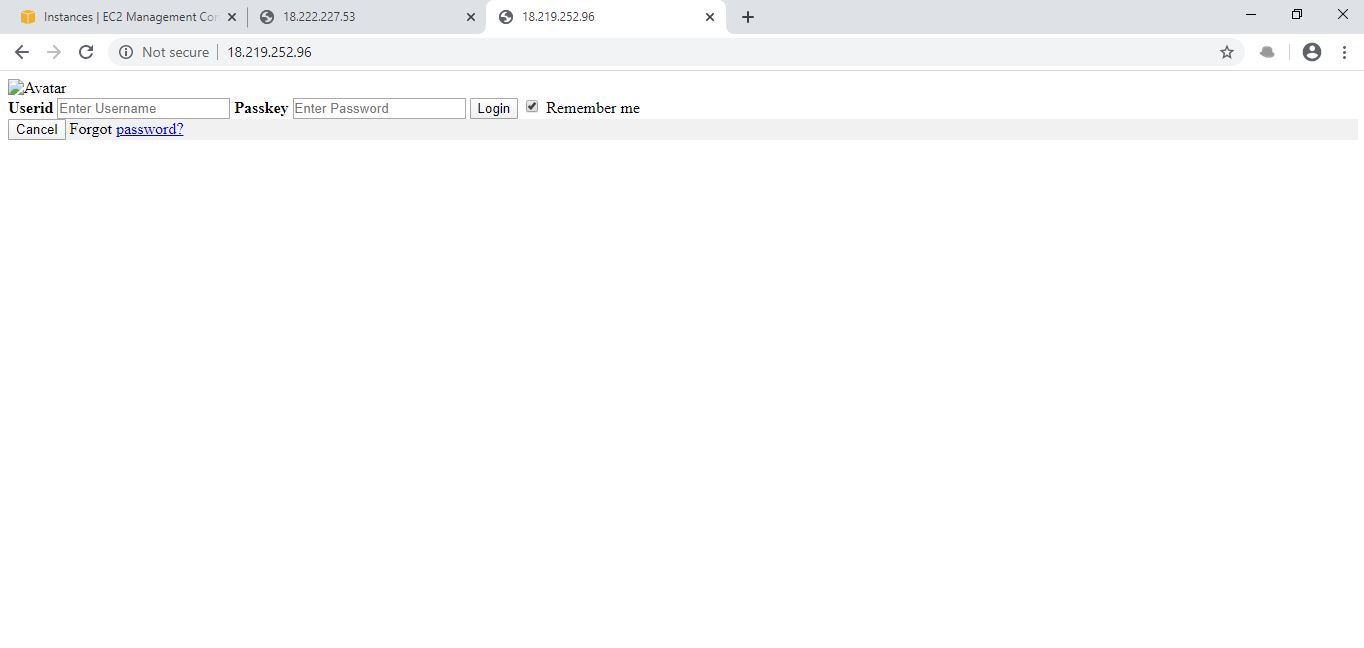 Instances | EC2 Management Con
18.222.227.53
18.219.252.96
Not secure | 18.219.252.96
Avatar
Userid Enter Username Passkey Enter Password Login Remember me
Cancel Forgot password?